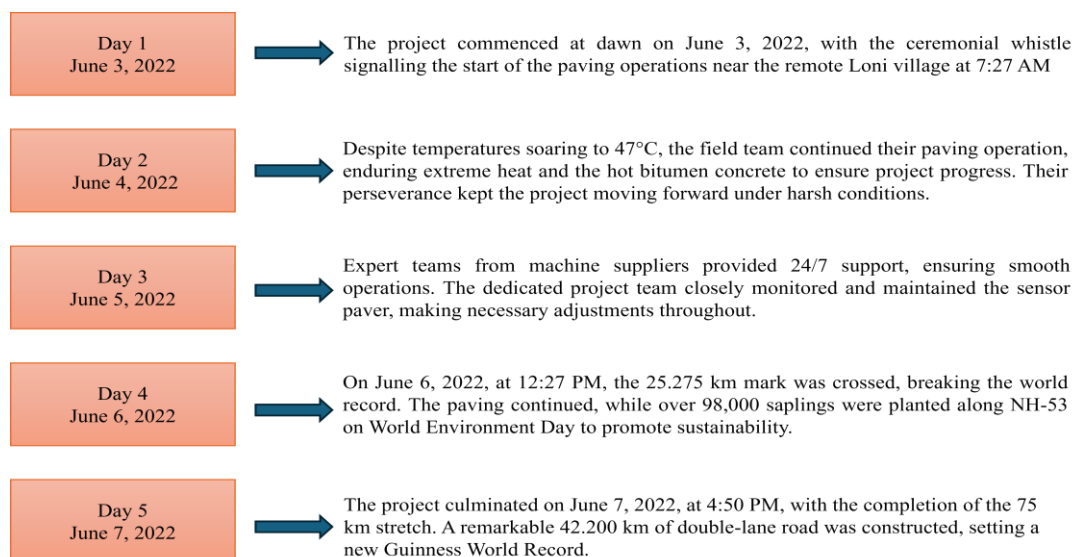 Day 1
June 3, 2022
The project commenced at dawn on June 3, 2022, with the ceremonial whistle
signalling the start of the paving operations near the remote Loni village at 7:27 AM
Day 2
June 4, 2022
Despite temperatures soaring to 47°C, the field team continued their paving operation,
enduring extreme heat and the hot bitumen concrete to ensure project progress. Their
perseverance kept the project moving forward under harsh conditions.
Day 3
June 5, 2022
Expert teams from machine suppliers provided 24/7 support, ensuring smooth
operations. The dedicated project team closely monitored and maintained the sensor
paver, making necessary adjustments throughout.
Day 4
June 6, 2022
On June 6, 2022, at 12:27 PM, the 25.275 km mark was crossed, breaking the world
record. The paving continued, while over 98,000 saplings were planted along NH-53
on World Environment Day to promote sustainability.
Day 5
June 7, 2022
The project culminated on June 7, 2022, at 4:50 PM, with the completion of the 75
km stretch. A remarkable 42.200 km of double-lane road was constructed, setting a
new Guinness World Record.